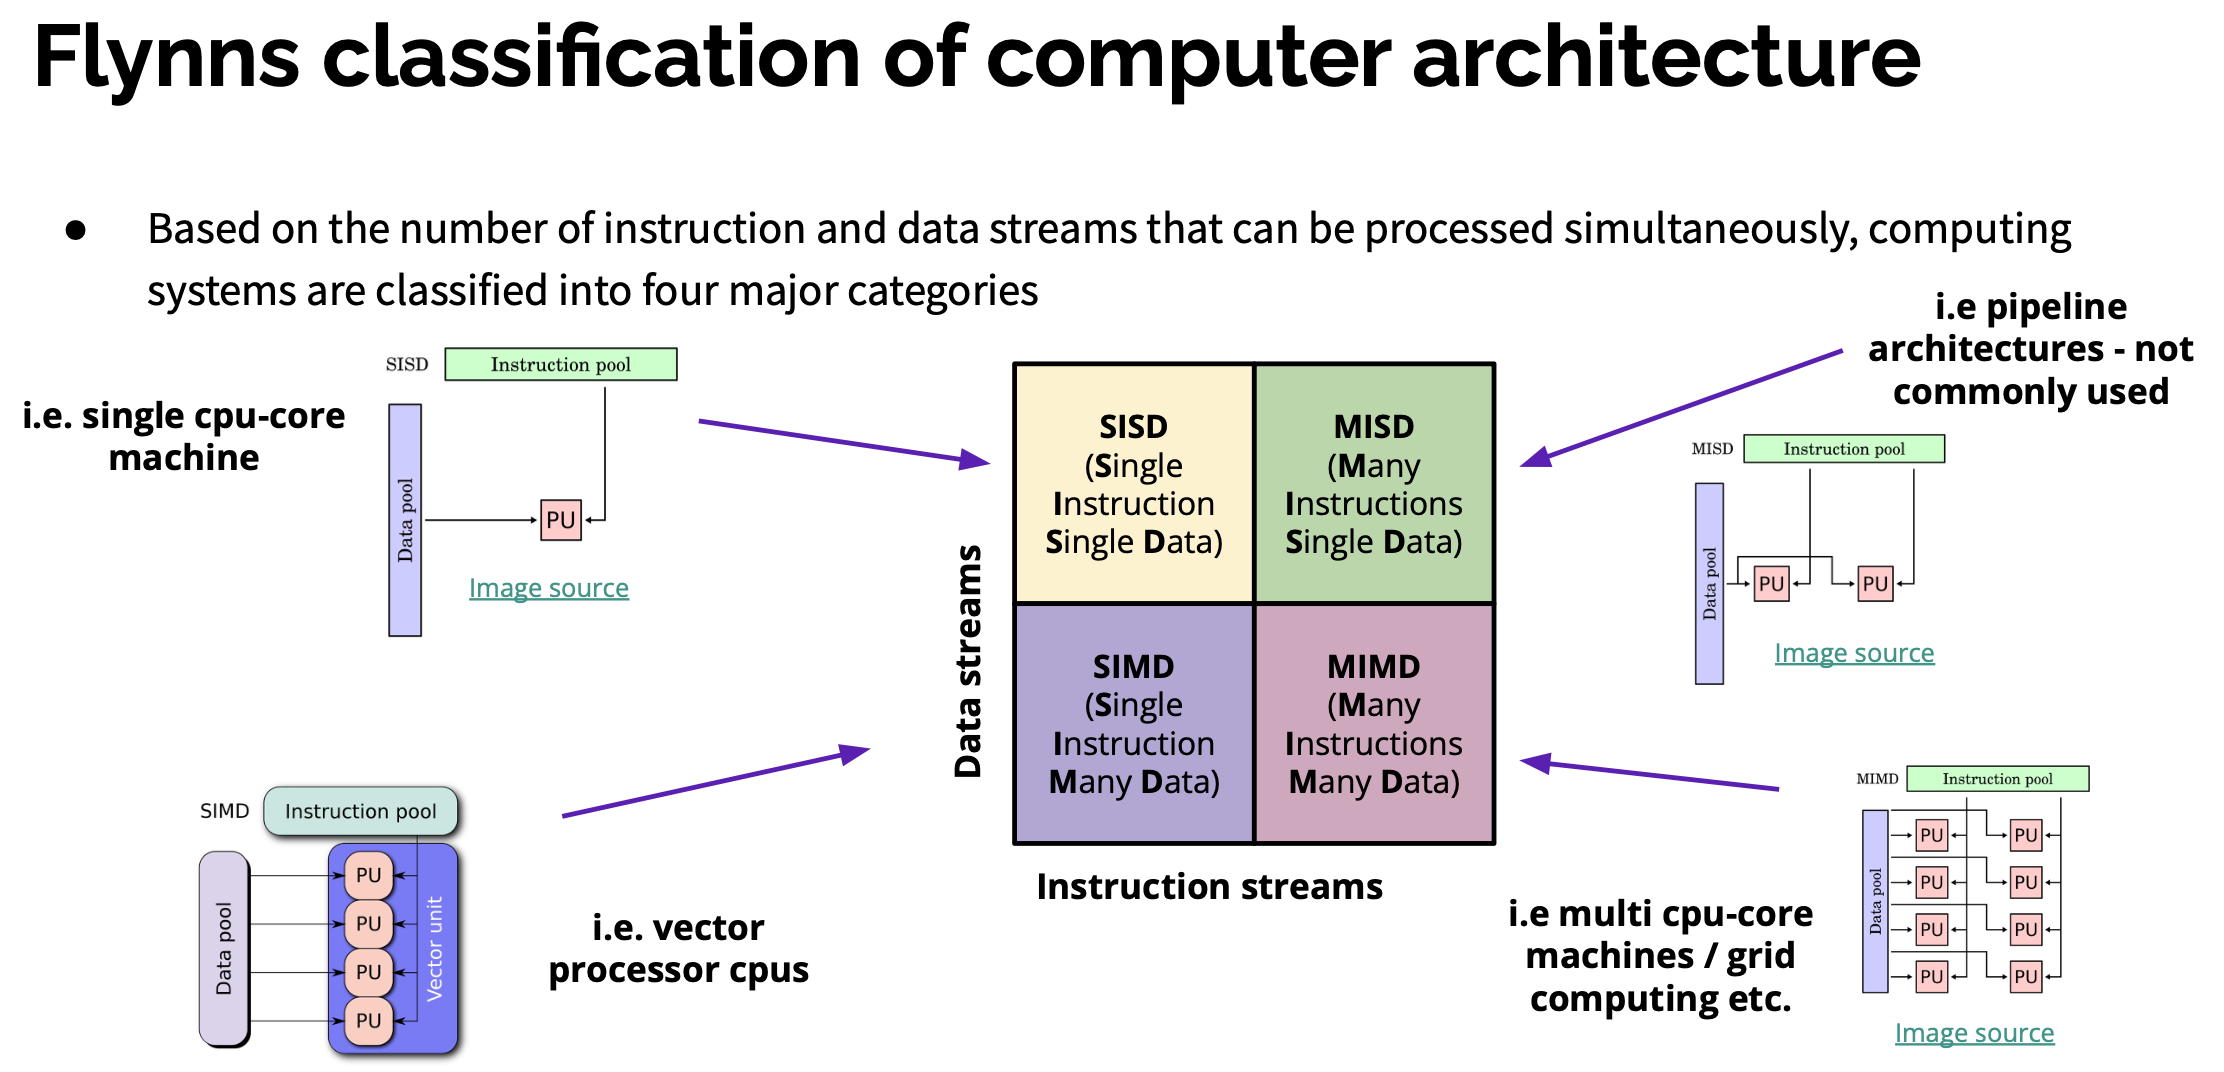 Flynns classification of computer architecture
● Based on the number of instruction and data streams that can be processed simultaneously, computing
systems are classified into four major categories
i.e. single cpu-core
machine
SISD
Instruction pool
Data pool
PU
Image source
SISD
(Single
Instruction
Single Data)
MISD
(Many
Instructions
Single Data)
SIMD
(Single
Instruction
Many Data)
MIMD
(Many
Instructions
Many Data)
Data streams
Instruction streams
i.e pipeline
architectures - not
commonly used
MISD
Instruction pool
Data pool
PU
PU
Image source
SIMD
Instruction pool
Data pool
PU
PU
PU
PU
Vector unit
i.e. vector
processor cpus
i.e multi cpu-core
machines / grid
computing etc.
MIMD
Instruction pool
Data pool
PU
PU
PU
PU
PU
PU
PU
PU
Image source